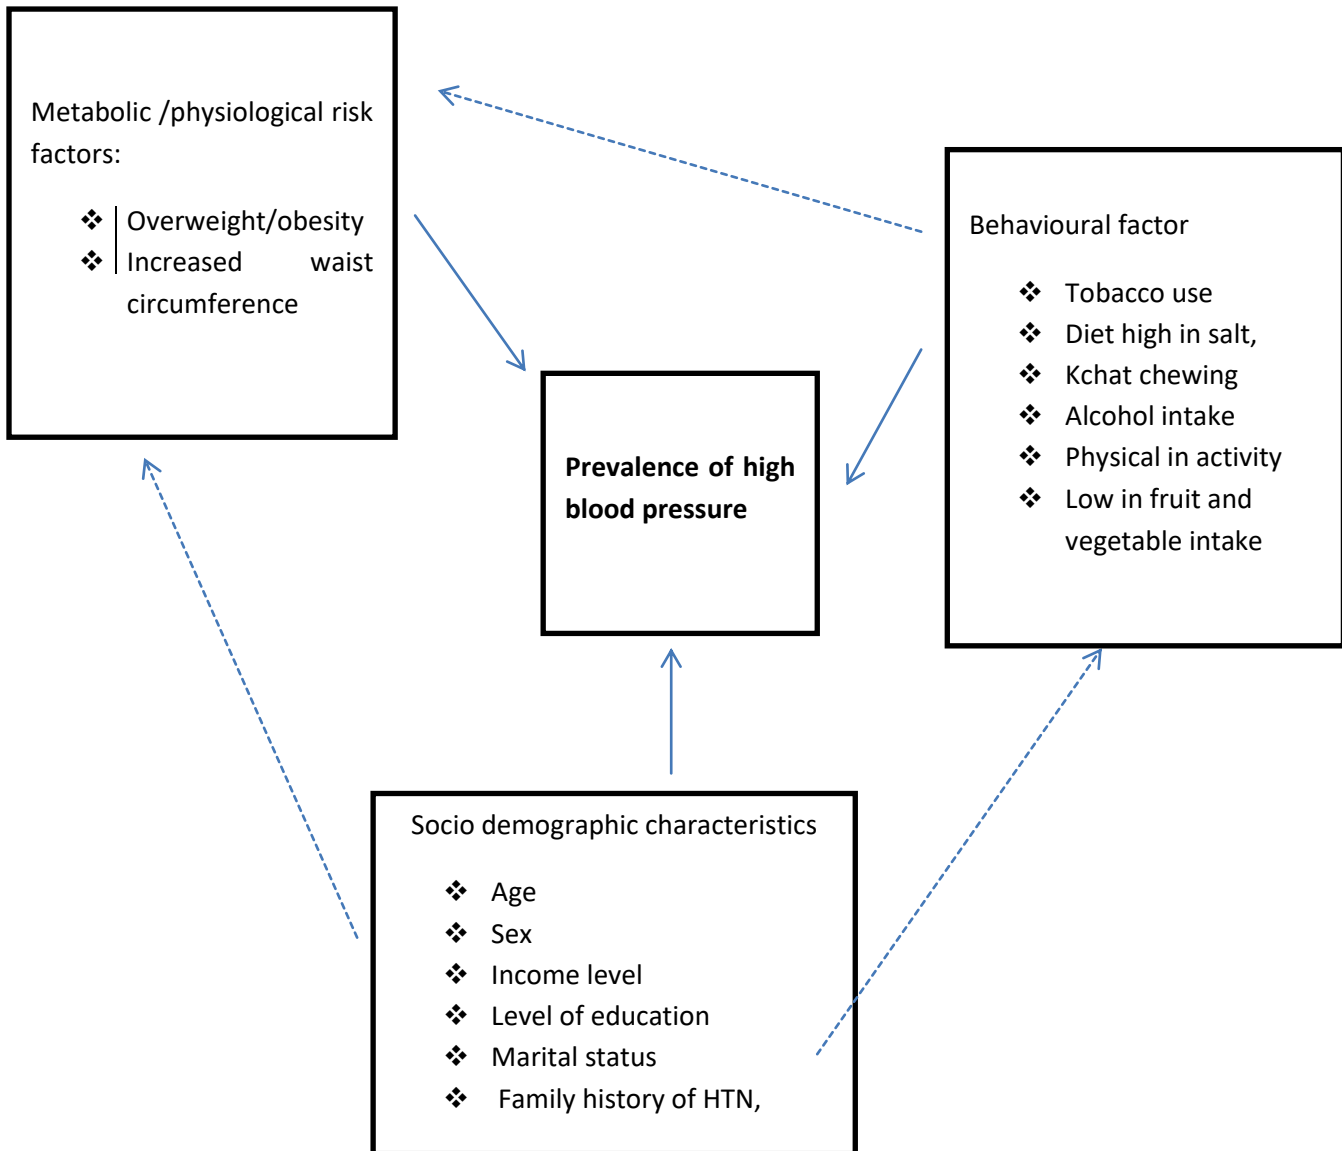 Metabolic /physiological risk
factors:
❖ Overweight/obesity
❖ Increased waist
circumference
Behavioural factor
❖ Tobacco use
❖ Diet high in salt,
❖ Kchat chewing
❖ Alcohol intake
❖ Physical in activity
❖ Low in fruit and
vegetable intake
Prevalence of high
blood pressure
Socio demographic characteristics
❖ Age
❖ Sex
❖ Income level
❖ Level of education
❖ Marital status
❖ Family history of HTN,